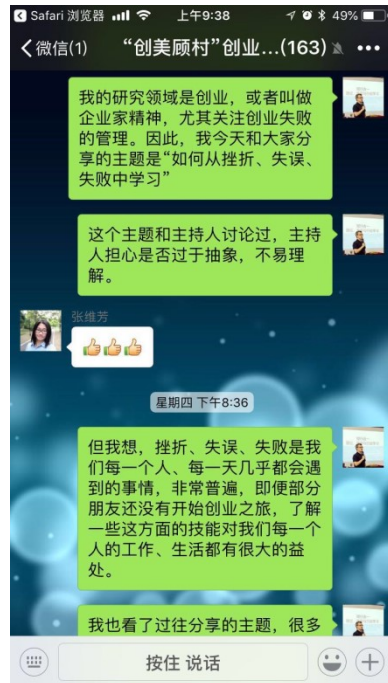 Safari 浏览器
上午9:38
49%
微信(1)
“创美顾村”创业...(163)
我的研究领域是创业，或者叫做
企业家精神，尤其关注创业失败
的管理。因此，我今天和大家分
享的主题是“如何从挫折、失误、
失败中学习”
这个主题和主持人讨论过，主持
人担心是否过于抽象，不易理
解。
张维芳
星期四 下午8:36
但我想，挫折、失误、失败是我
们每一个人、每一天几乎都会遇
到的事情，非常普遍，即便部分
朋友还没有开始创业之旅，了解
一些这方面的技能对我们每一个
人的工作、生活都有很大的益
处。
我也看了过往分享的主题，很多
按住 说话